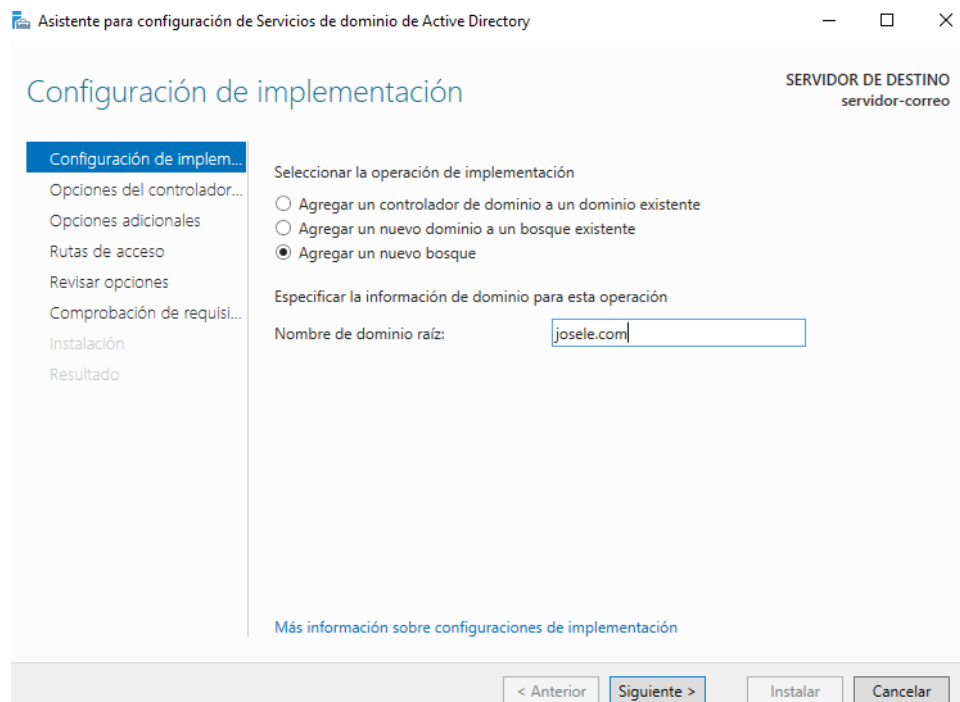 Asistente para configuración de Servicios de dominio de Active Directory
Configuración de implementación
SERVIDOR DE DESTINO
servidor-correo
Configuración de implem...
Opciones del controlador...
Opciones adicionales
Rutas de acceso
Revisar opciones
Comprobación de requisi...
Instalación
Resultado
Seleccionar la operación de implementación
Agregar un controlador de dominio a un dominio existente
Agregar un nuevo dominio a un bosque existente
Agregar un nuevo bosque
Especificar la información de dominio para esta operación
Nombre de dominio raíz: josele.com
Más información sobre configuraciones de implementación
< Anterior Siguiente > Instalar Cancelar